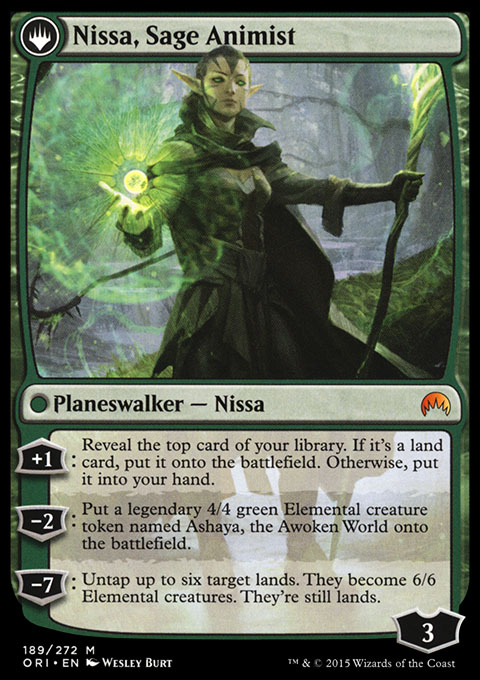 Nissa, Sage Animist
Planeswalker — Nissa
+1 : Reveal the top card of your library. If it's a land
card, put it onto the battlefield. Otherwise, put
it into your hand.
-2 : Put a legendary 4/4 green Elemental creature
token named Ashaya, the Awoken World onto
the battlefield.
-7 : Untap up to six target lands. They become 6/6
Elemental creatures. They're still lands.
3
189/272 M
ORI • EN Wesley Burt
™ & © 2015 Wizards of the Coast